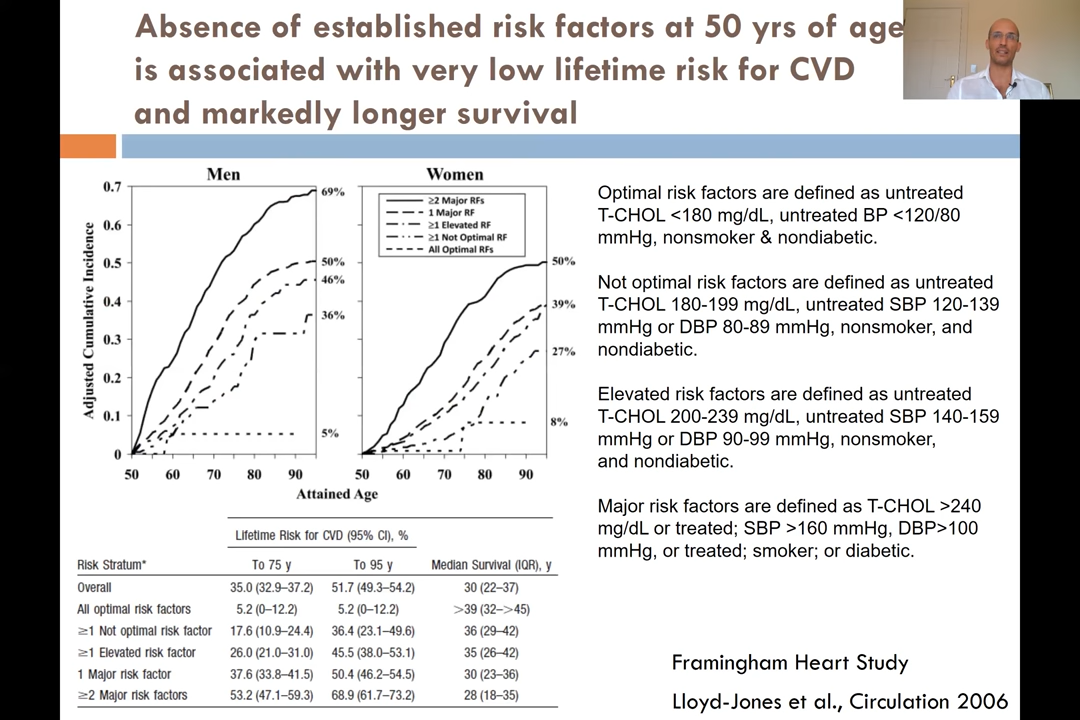 Absence of established risk factors at 50 yrs of age
is associated with very low lifetime risk for CVD
and markedly longer survival
Men
Women
Adjusted Cumulative Incidence
0.7
0.6
0.5
0.4
0.3
0.2
0.1
0
69%
50%
46%
36%
5%
≥2 Major RFs
1 Major RF
≥1 Elevated RF
≥1 Not Optimal RF
All Optimal RFs
50%
39%
27%
8%
50 60 70 80 90
50 60 70 80 90
Attained Age
Lifetime Risk for CVD (95% CI), %
Risk Stratum* To 75 y To 95 y Median Survival (IQR), y
Overall 35.0 (32.9–37.2) 51.7 (49.3–54.2) 30 (22–37)
All optimal risk factors 5.2 (0–12.2) 5.2 (0–12.2) >39 (32–>45)
≥1 Not optimal risk factor 17.6 (10.9–24.4) 36.4 (23.1–49.6) 36 (29–42)
≥1 Elevated risk factor 26.0 (21.0–31.0) 45.5 (38.0–53.1) 35 (26–42)
1 Major risk factor 37.6 (33.8–41.5) 50.4 (46.2–54.5) 30 (23–36)
≥2 Major risk factors 53.2 (47.1–59.3) 68.9 (61.7–73.2) 28 (18–35)
Optimal risk factors are defined as untreated
T-CHOL <180 mg/dL, untreated BP <120/80
mmHg, nonsmoker & nondiabetic.
Not optimal risk factors are defined as untreated
T-CHOL 180-199 mg/dL, untreated SBP 120-139
mmHg or DBP 80-89 mmHg, nonsmoker, and
nondiabetic.
Elevated risk factors are defined as untreated
T-CHOL 200-239 mg/dL, untreated SBP 140-159
mmHg or DBP 90-99 mmHg, nonsmoker,
and nondiabetic.
Major risk factors are defined as T-CHOL >240
mg/dL or treated; SBP >160 mmHg, DBP>100
mmHg, or treated; smoker; or diabetic.
Framingham Heart Study
Lloyd-Jones et al., Circulation 2006